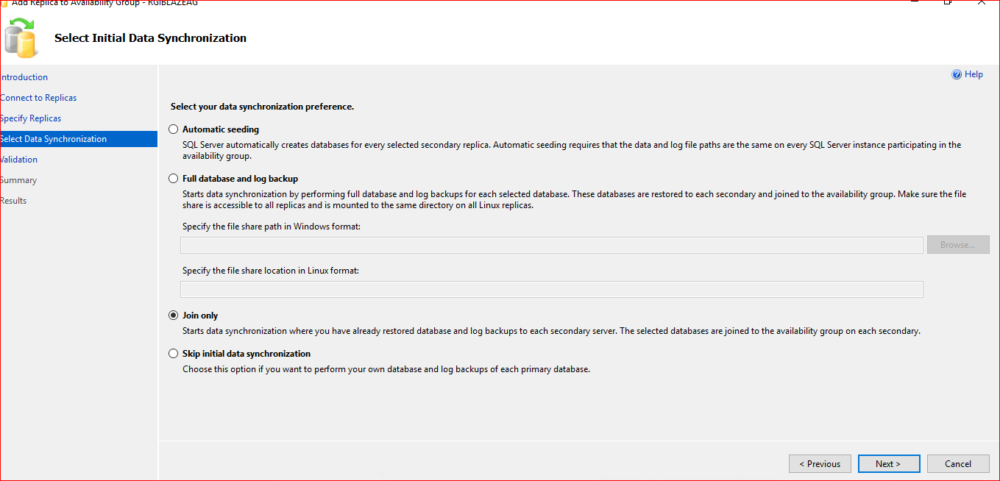 Add Replica to Availability Group - RGIBLAZEAG
Select Initial Data Synchronization
ntroduction
Connect to Replicas
Specify Replicas
Select Data Synchronization
Validation
Summary
Results
Help
Select your data synchronization preference.
Automatic seeding
SQL Server automatically creates databases for every selected secondary replica. Automatic seeding requires that the data and log file paths are the same on every SQL Server instance participating in the
availability group.
Full database and log backup
Starts data synchronization by performing full database and log backups for each selected database. These databases are restored to each secondary and joined to the availability group. Make sure the file
share is accessible to all replicas and is mounted to the same directory on all Linux replicas.
Specify the file share path in Windows format:
Browse...
Specify the file share location in Linux format:
Join only
Starts data synchronization where you have already restored database and log backups to each secondary server. The selected databases are joined to the availability group on each secondary.
Skip initial data synchronization
Choose this option if you want to perform your own database and log backups of each primary database.
< Previous
Next >
Cancel